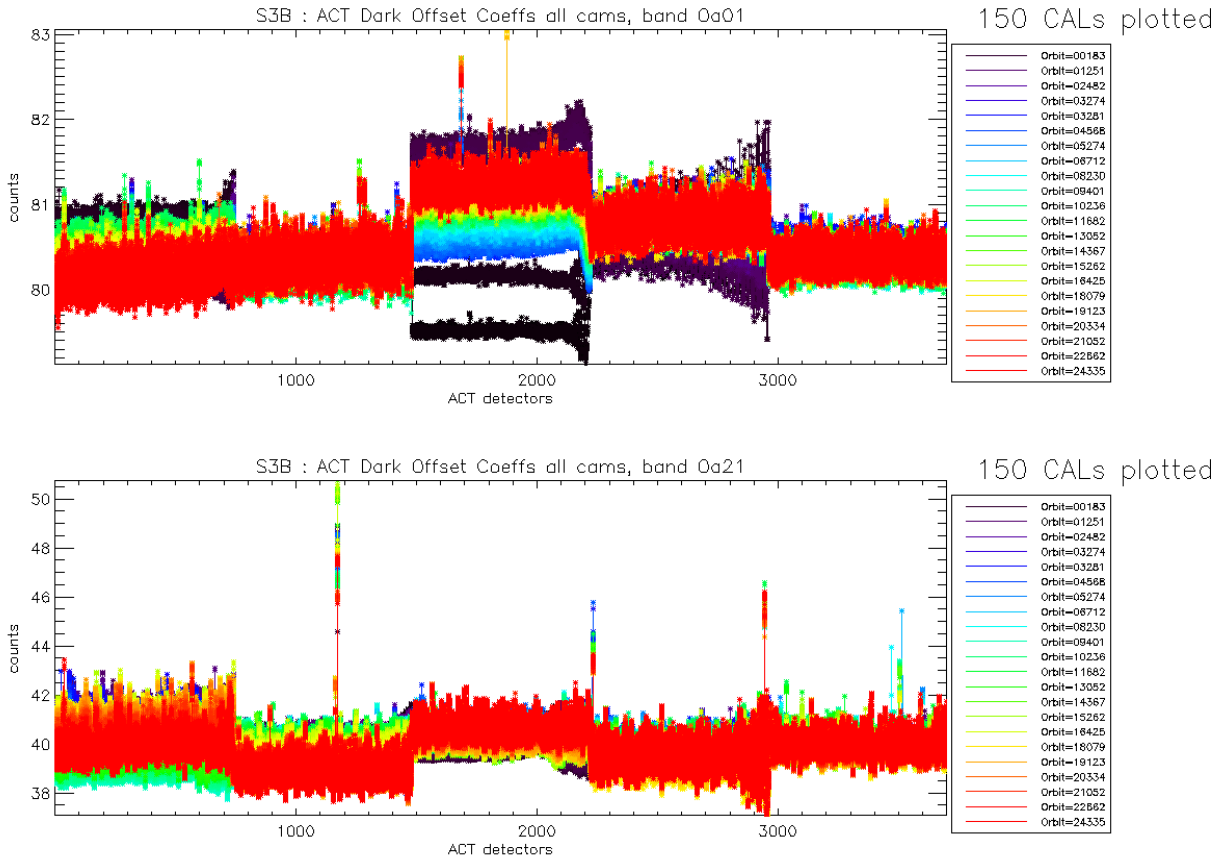 S3B : ACT Dark Offset Coeffs all cams, band Oa01
150 CALs plotted
83
82
81
80
counts
1000
2000
3000
ACT detectors
Orbit=00183
Orbit=01251
Orbit=02482
Orbit=03274
Orbit=03281
Orbit=04568
Orbit=05274
Orbit=06712
Orbit=08230
Orbit=09401
Orbit=10236
Orbit=11682
Orbit=13052
Orbit=14367
Orbit=15262
Orbit=16425
Orbit=18079
Orbit=19123
Orbit=20334
Orbit=21052
Orbit=22862
Orbit=24335
S3B : ACT Dark Offset Coeffs all cams, band Oa21
150 CALs plotted
50
48
46
44
42
40
38
counts
1000
2000
3000
ACT detectors
Orbit=00183
Orbit=01251
Orbit=02482
Orbit=03274
Orbit=03281
Orbit=04568
Orbit=05274
Orbit=06712
Orbit=08230
Orbit=09401
Orbit=10236
Orbit=11682
Orbit=13052
Orbit=14367
Orbit=15262
Orbit=16425
Orbit=18079
Orbit=19123
Orbit=20334
Orbit=21052
Orbit=22862
Orbit=24335